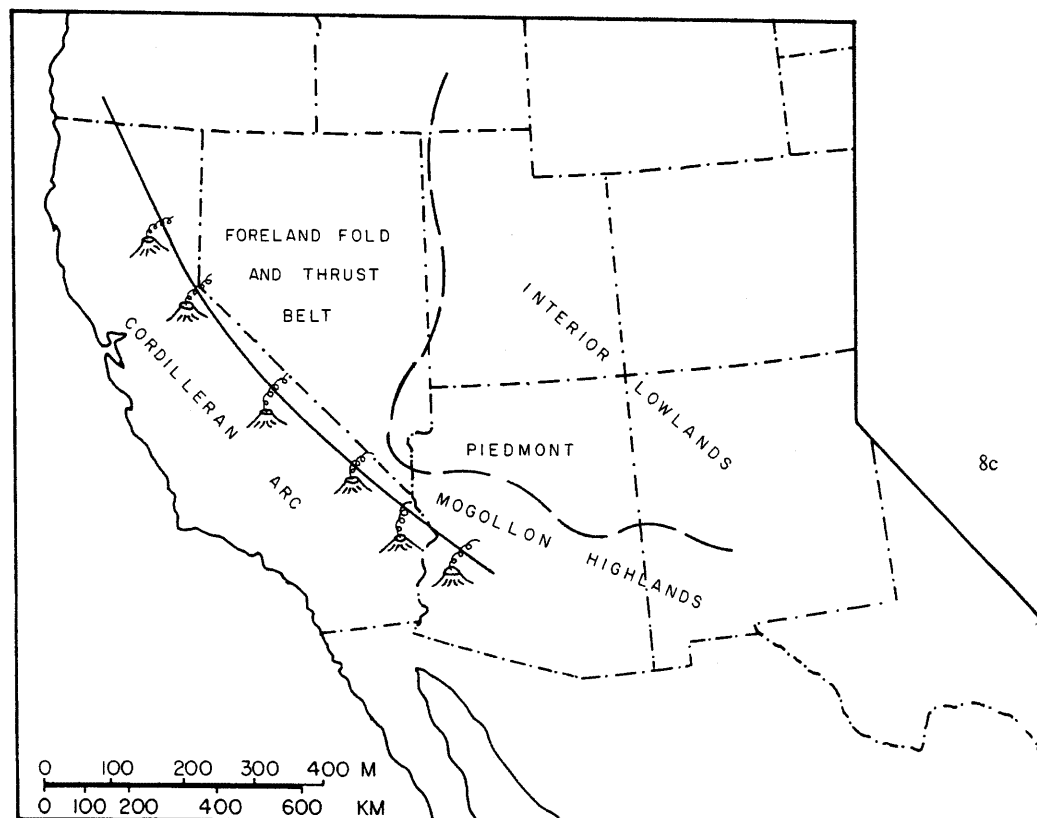 FORELAND FOLD
AND THRUST
BELT
CORDILLERAN
ARC
INTERIOR
LOWLANDS
PIEDMONT
MOGOLLON
HIGHLANDS
8c
0 100 200 300 400 M
0 100 200 400 600 KM